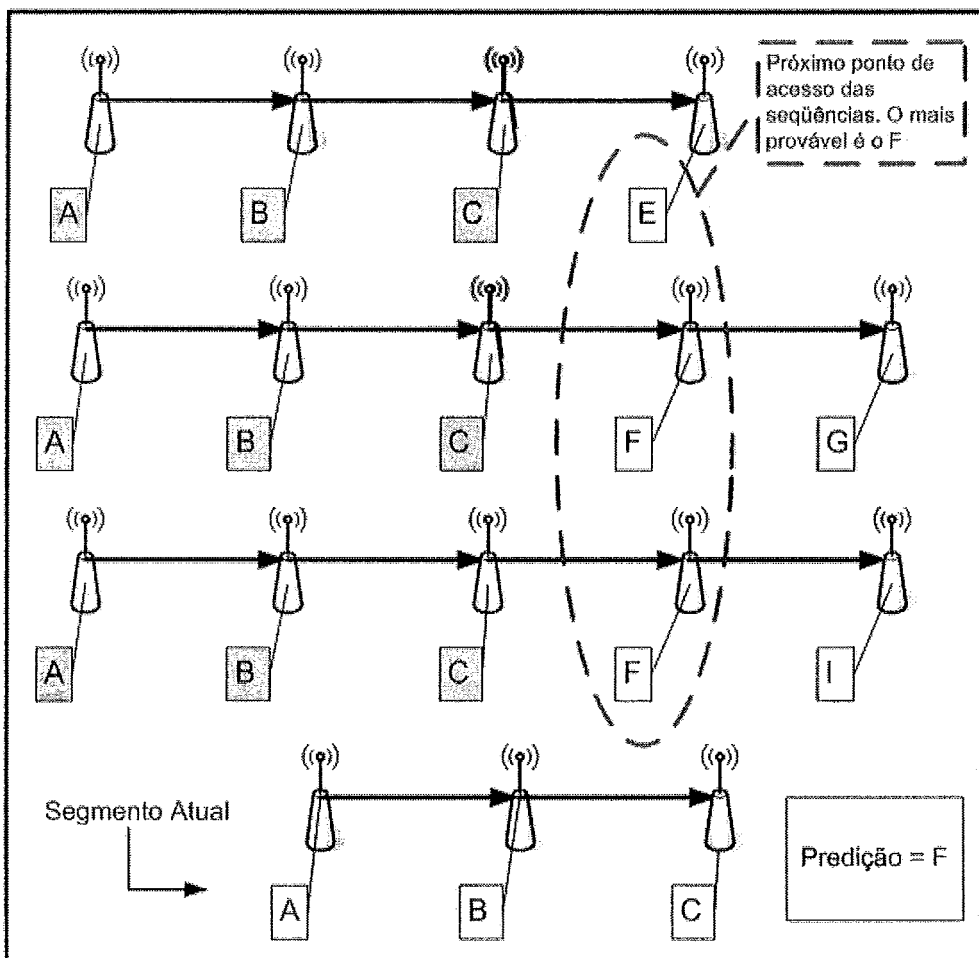 ((o)) ((o)) ((o)) ((o))
Próximo ponto de
acesso das
seqüências. O mais
provável é o F
A B C E
((o)) ((o)) ((o)) ((o)) ((o))
A B C F G
((o)) ((o)) ((o)) ((o)) ((o))
A B C F I
((o)) ((o)) ((o))
Segmento Atual
Predição = F
A B C